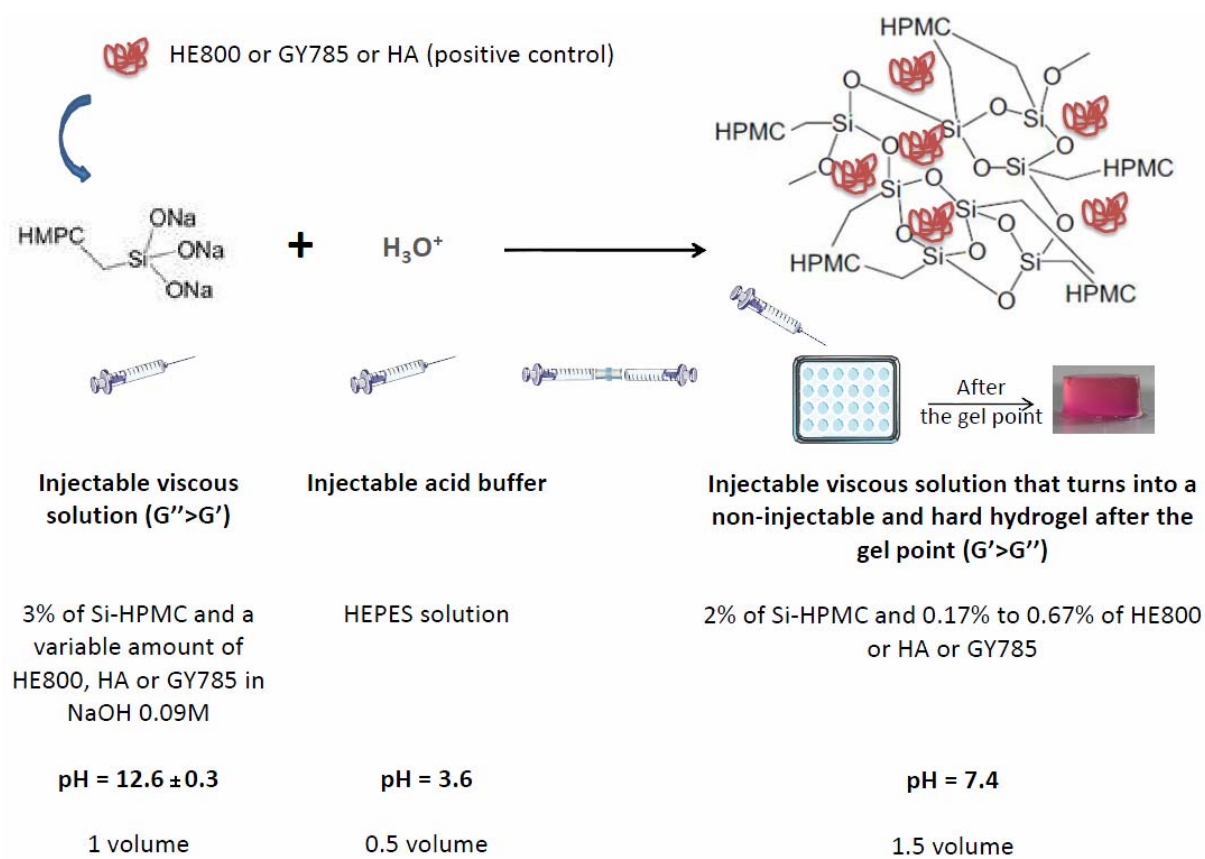 HE800 or GY785 or HA (positive control)
HMPC
Si
ONa
ONa
ONa
+
H₃O⁺
HPMC
O
O
Si
O
Si
Si
HPMC
O
O
O
O
Si
HPMC
Si
O
Si
O
O
O
O
HPMC
Si
Si
HPMC
O
After
the gel point
Injectable viscous
solution (G''>G')
Injectable acid buffer
Injectable viscous solution that turns into a
non-injectable and hard hydrogel after the
gel point (G'>G'')
3% of Si-HPMC and a
variable amount of
HE800, HA or GY785 in
NaOH 0.09M
HEPES solution
2% of Si-HPMC and 0.17% to 0.67% of HE800
or HA or GY785
pH = 12.6 ± 0.3
pH = 3.6
pH = 7.4
1 volume
0.5 volume
1.5 volume